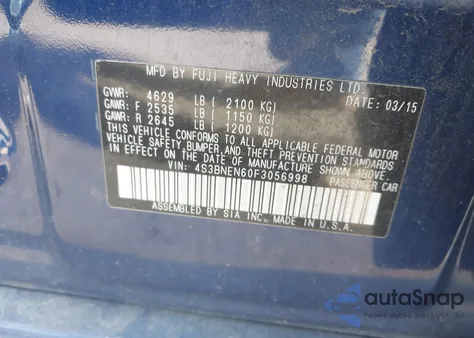 MFD BY FUJI HEAVY INDUSTRIES LTD.
GVWR: 4629 LB ( 2100 KG) DATE: 03/15
GAWR: F 2535 LB ( 1150 KG)
GAWR: R 2645 LB ( 1200 KG)
THIS VEHICLE CONFORMS TO ALL APPLICABLE FEDERAL MOTOR
VEHICLE SAFETY, BUMPER, AND THEFT PREVENTION STANDARDS
IN EFFECT ON THE DATE OF MANUFACTURE SHOWN ABOVE.
VIN: 4S3BNEN60F3056998 PASSENGER CAR
ASSEMBLED BY SIA INC. MADE IN U.S.A.
autoSnap